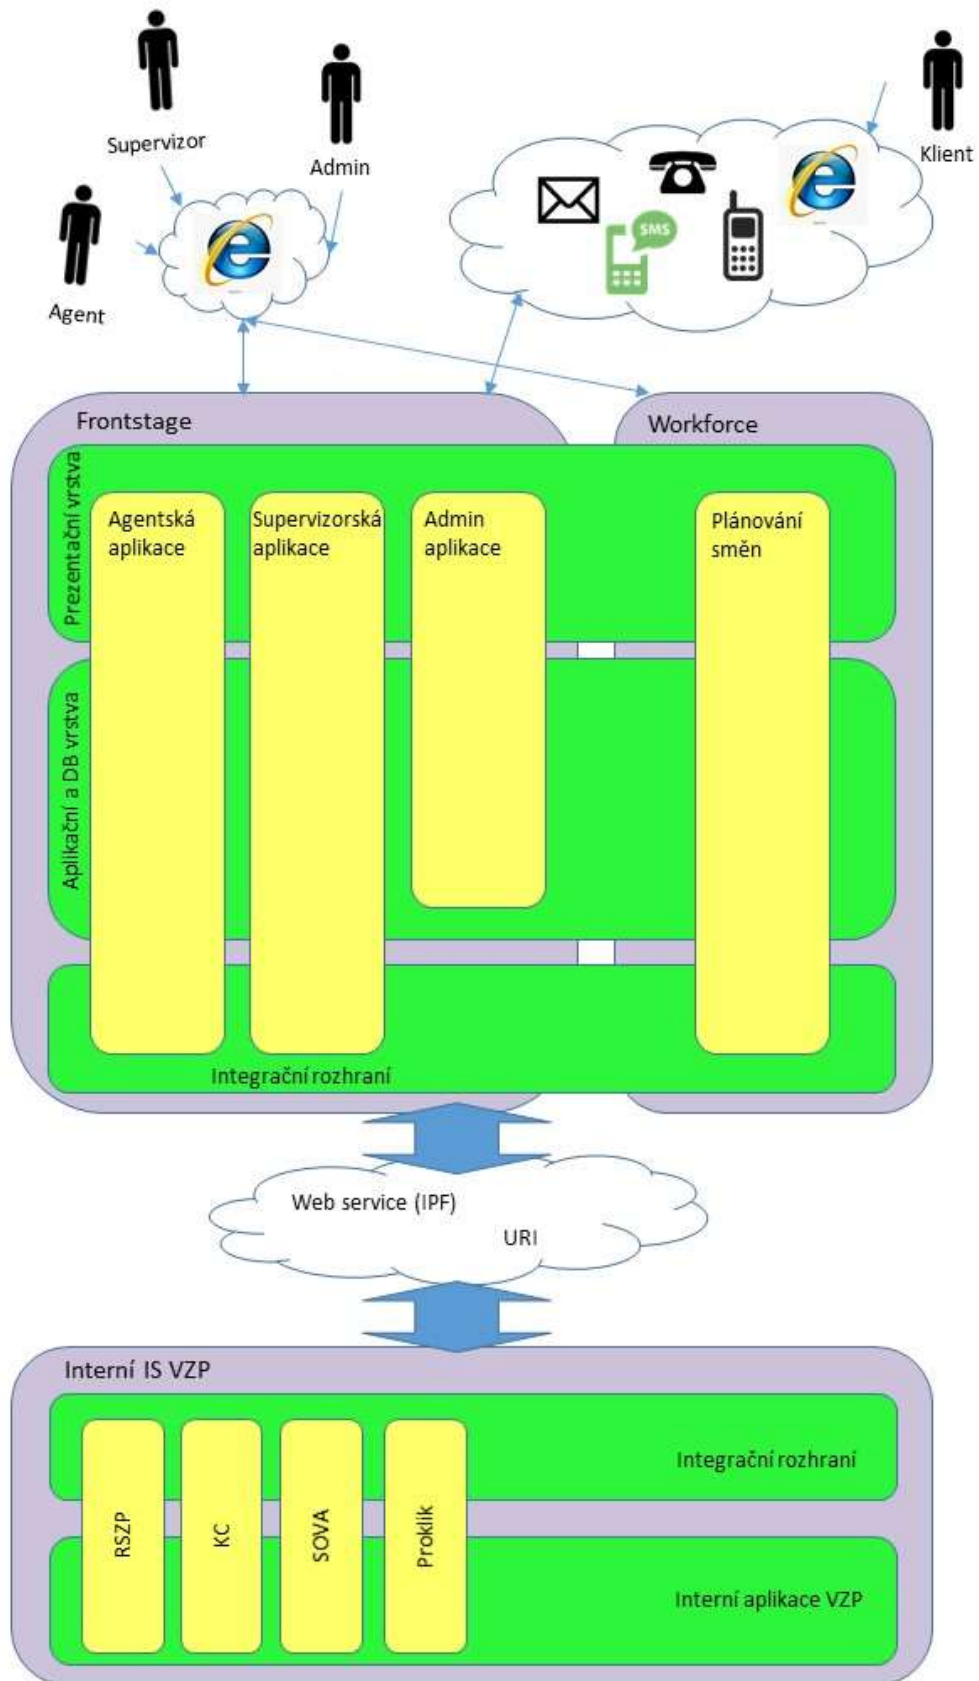 Supervizor
Admin
Klient
SMS
Agent
Frontstage
Workforce
Prezentační vrstva
Agentská
aplikace
Supervizorská
aplikace
Admin
aplikace
Plánování
směn
Aplikační a DB vrstva
Integrační rozhraní
Web service (IPF)
URI
Interní IS VZP
Integrační rozhraní
RSZP
KC
SOVA
Proklik
Interní aplikace VZP